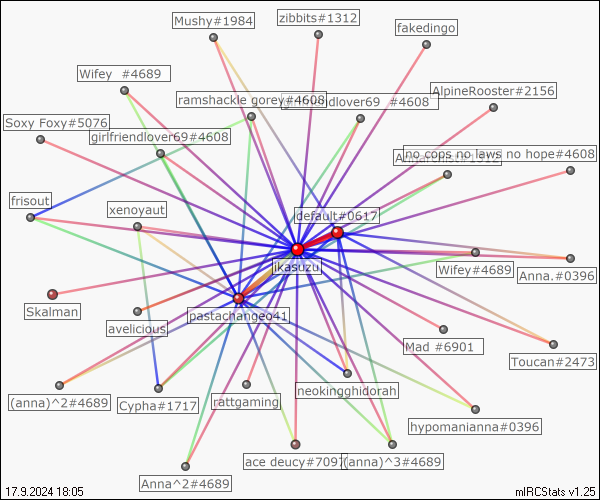 Mushy#1984
zibbits#1312
fakedingo
Wifey  #4689
AlpineRooster#2156
ramshackle gorey#4608
#4608
Soxy Foxy#5076
girlfriendlover69#4608
no cops no laws no hope#4608
frisout
xenoyaut
default#0617
jkasuzu
Wifey#4689
Anna.#0396
Skalman
pastachangeo41
avelicious
Mad #6901
Toucan#2473
(anna)^2#4689
Cypha#1717
rattgaming
neokingghidorah
hypomanianna#0396
ace deucy#7097
(anna)^3#4689
Anna^2#4689
17.9.2024 18:05
mIRCStats v1.25